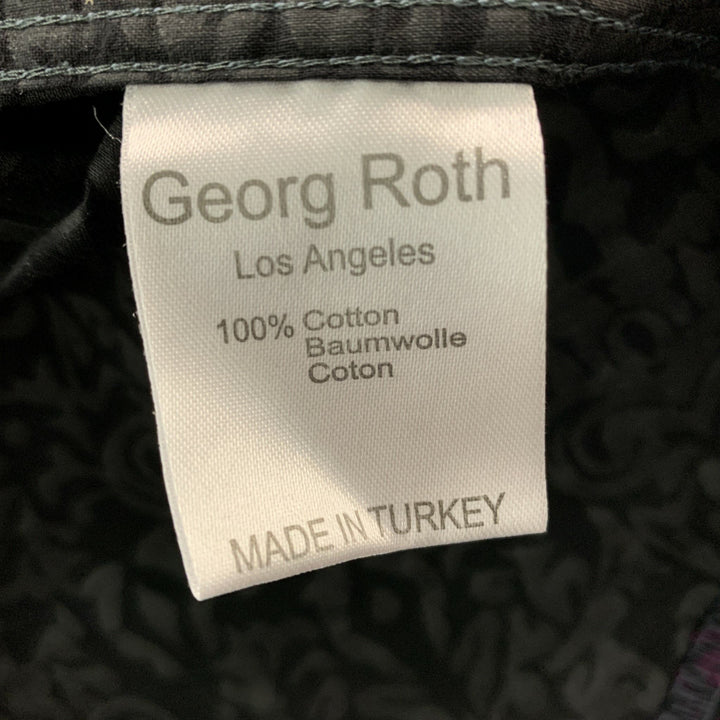 Georg Roth
Los Angeles
100% Cotton
Baumwolle
Coton
MADE IN TURKEY